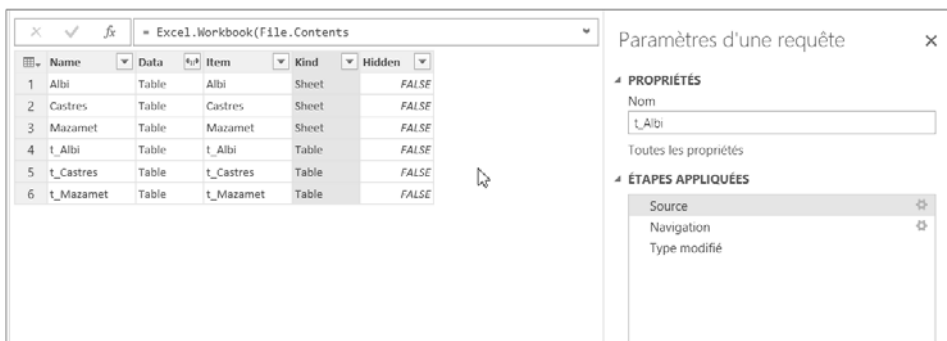 fx = Excel.Workbook(File.Contents
Name Data Item Kind Hidden
1 Albi Table Albi Sheet FALSE
2 Castres Table Castres Sheet FALSE
3 Mazamet Table Mazamet Sheet FALSE
4 t_Albi Table t_Albi Table FALSE
5 t_Castres Table t_Castres Table FALSE
6 t_Mazamet Table t_Mazamet Table FALSE
Paramètres d'une requête
PROPRIÉTÉS
Nom
t_Albi
Toutes les propriétés
ÉTAPES APPLIQUÉES
Source
Navigation
Type modifié